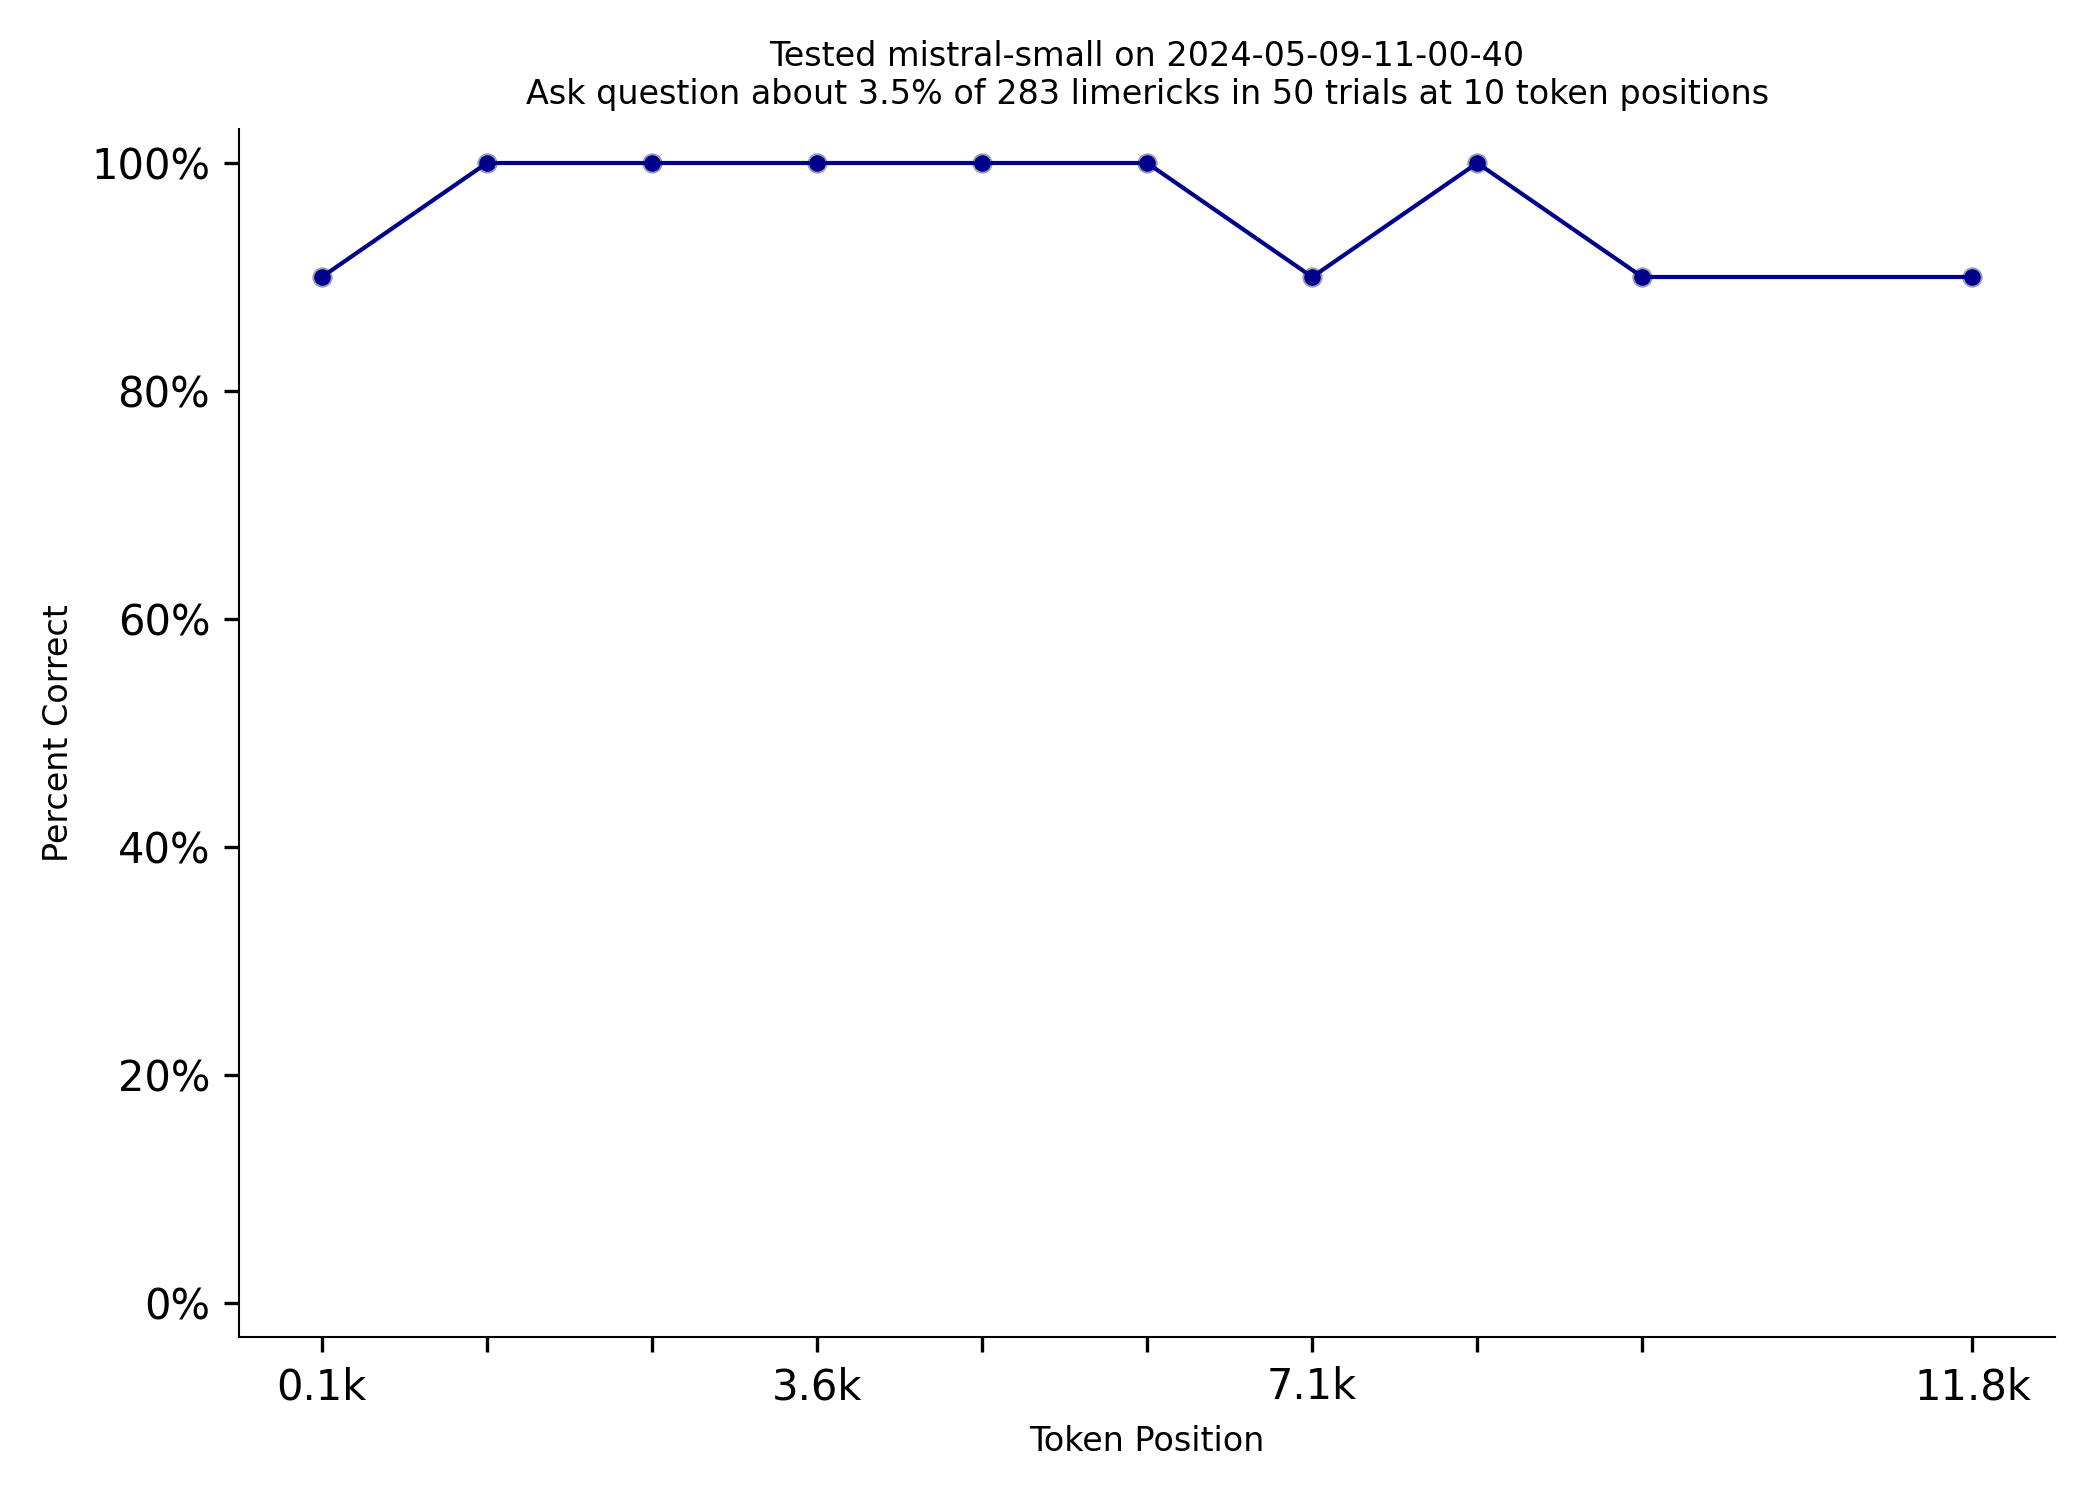 Tested mistral-small on 2024-05-09-11-00-40
Ask question about 3.5% of 283 limericks in 50 trials at 10 token positions
100%
80%
60%
40%
20%
0%
Percent Correct
0.1k 3.6k 7.1k 11.8k
Token Position